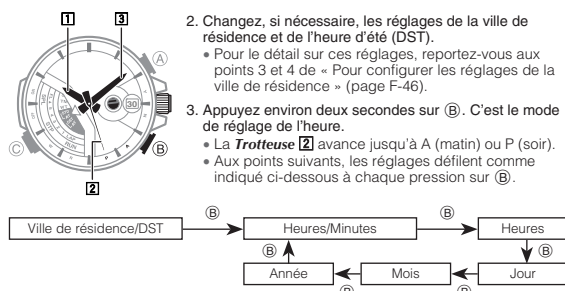 1 3
2. Changez, si nécessaire, les réglages de la ville de
résidence et de l'heure d'été (DST).
• Pour le détail sur ces réglages, reportez-vous aux
points 3 et 4 de « Pour configurer les réglages de la
ville de résidence » (page F-46).
3. Appuyez environ deux secondes sur Ⓑ. C'est le mode
de réglage de l'heure.
• La Trotteuse 2 avance jusqu'à A (matin) ou P (soir).
• Aux points suivants, les réglages défilent comme
indiqué ci-dessous à chaque pression sur Ⓑ.
Ⓐ
30
Ⓒ
RUN
P A
Ⓑ
2
Ville de résidence/DST Ⓑ Heures/Minutes Ⓑ Heures
Ⓑ Ⓑ
Année Ⓑ Mois Ⓑ Jour